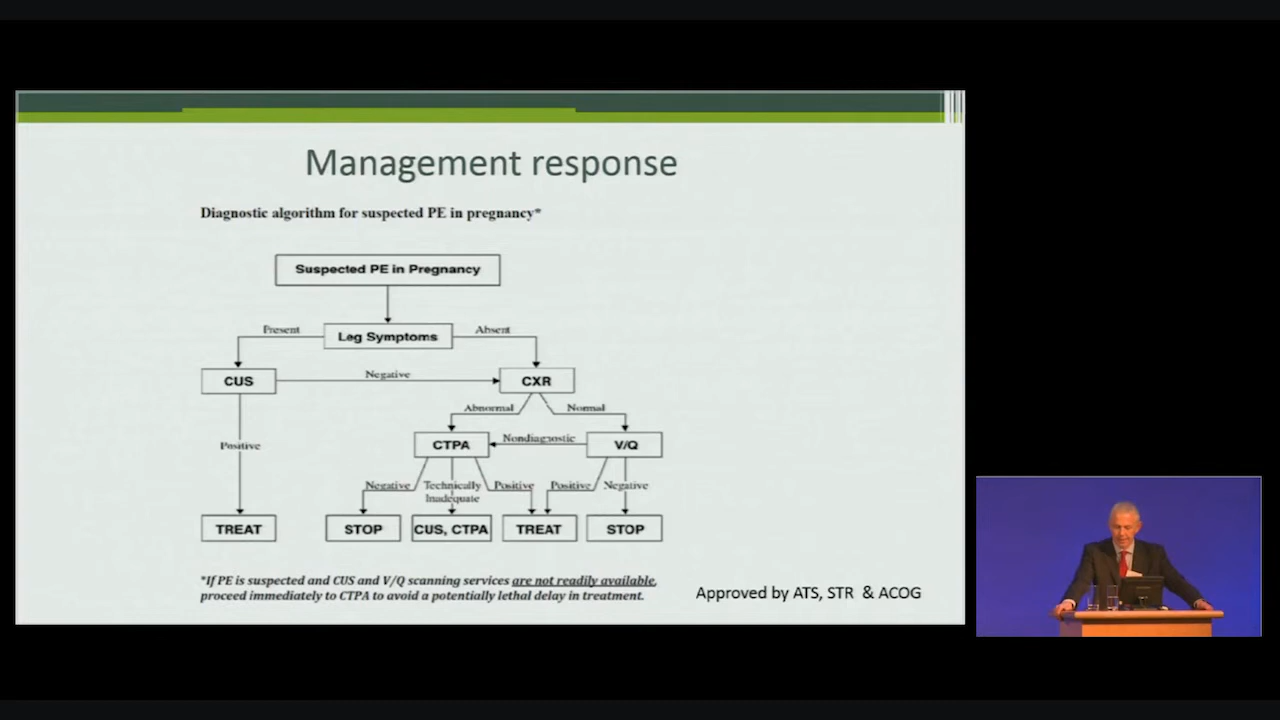 Management response
Diagnostic algorithm for suspected PE in pregnancy*
Suspected PE in Pregnancy
Present
Leg Symptoms
Absent
CUS
Negative
CXR
Abnormal
Normal
Positive
CTPA
Nondiagnostic
V/Q
Negative
Technically
Inadequate
Positive
Positive
Negative
TREAT
STOP
CUS, CTPA
TREAT
STOP
*If PE is suspected and CUS and V/Q scanning services are not readily available,
proceed immediately to CTPA to avoid a potentially lethal delay in treatment.
Approved by ATS, STR & ACOG